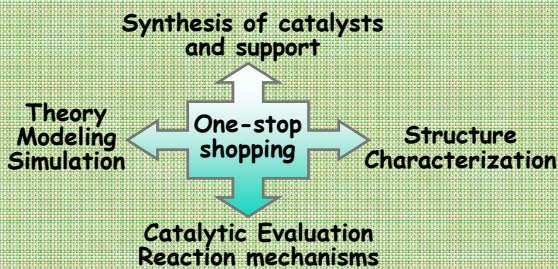 Synthesis of catalysts
and support
Theory
Modeling
Simulation
One-stop
shopping
Structure
Characterization
Catalytic Evaluation
Reaction mechanisms